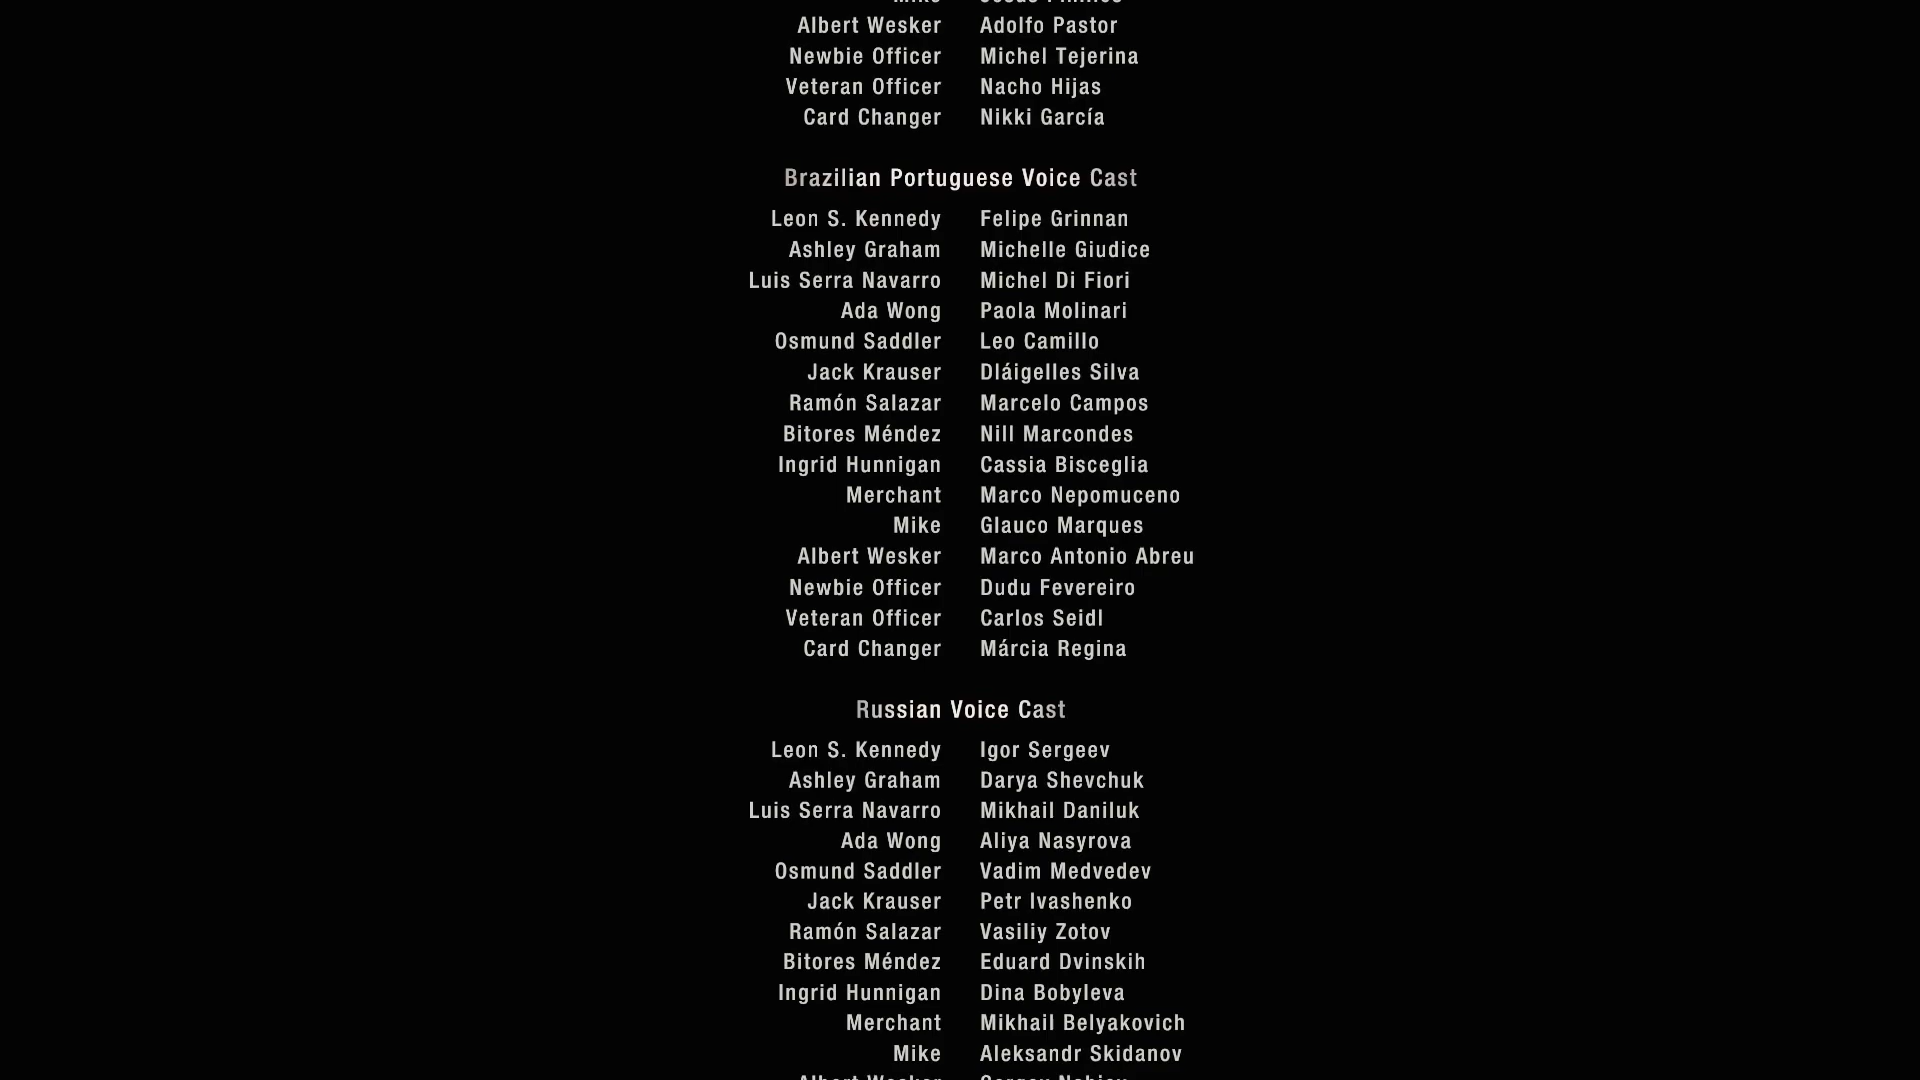 Albert Wesker Adolfo Pastor
Newbie Officer Michel Tejerina
Veteran Officer Nacho Hijas
Card Changer Nikki García
Brazilian Portuguese Voice Cast
Leon S. Kennedy Felipe Grinnan
Ashley Graham Michelle Giudice
Luis Serra Navarro Michel Di Fiori
Ada Wong Paola Molinari
Osmund Saddler Leo Camillo
Jack Krauser Dláigelles Silva
Ramón Salazar Marcelo Campos
Bitores Méndez Nill Marcondes
Ingrid Hunnigan Cassia Bisceglia
Merchant Marco Nepomuceno
Mike Glauco Marques
Albert Wesker Marco Antonio Abreu
Newbie Officer Dudu Fevereiro
Veteran Officer Carlos Seidl
Card Changer Márcia Regina
Russian Voice Cast
Leon S. Kennedy Igor Sergeev
Ashley Graham Darya Shevchuk
Luis Serra Navarro Mikhail Daniluk
Ada Wong Aliya Nasyrova
Osmund Saddler Vadim Medvedev
Jack Krauser Petr Ivashenko
Ramón Salazar Vasiliy Zotov
Bitores Méndez Eduard Dvinskih
Ingrid Hunnigan Dina Bobyleva
Merchant Mikhail Belyakovich
Mike Aleksandr Skidanov